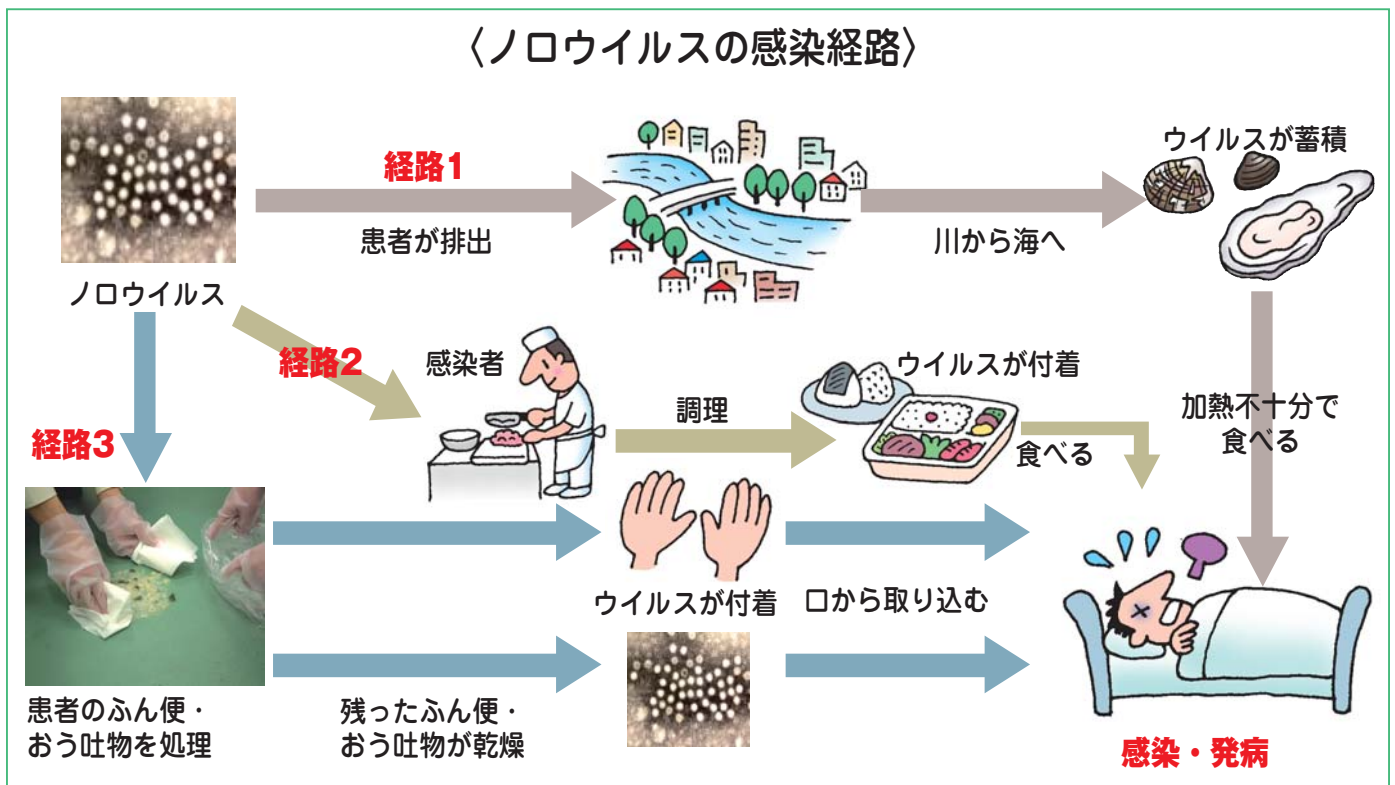 〈ノロウイルスの感染経路〉
ノロウイルス
経路1
患者が排出
川から海へ
ウイルスが蓄積
加熱不十分で
食べる
経路2
感染者
調理
ウイルスが付着
食べる
経路3
患者のふん便・
おう吐物を処理
ウイルスが付着
口から取り込む
残ったふん便・
おう吐物が乾燥
感染・発病